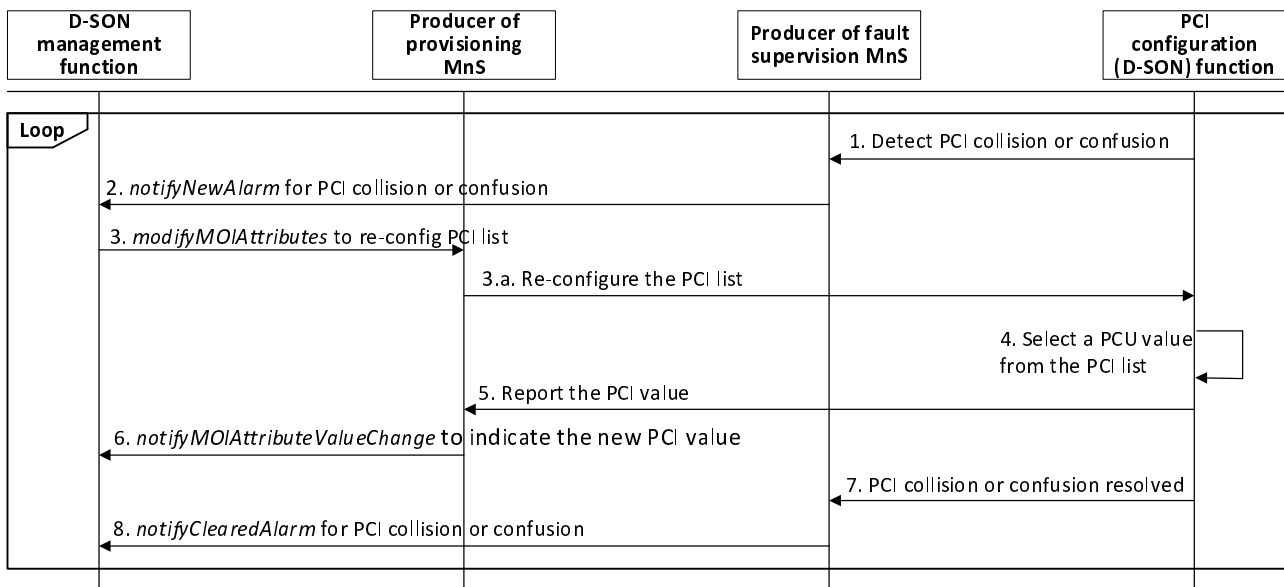 D-SON
management
function
Producer of
provisioning
MnS
Producer of fault
supervision MnS
PCI
configuration
(D-SON) function
Loop
1. Detect PCI collision or confusion
2. notifyNewAlarm for PCI collision or confusion
3. modifyMOIAttributes to re-config PCI list
3.a. Re-configure the PCI list
4. Select a PCU value
from the PCI list
5. Report the PCI value
6. notifyMOIAttributeValueChange to indicate the new PCI value
7. PCI collision or confusion resolved
8. notifyClearedAlarm for PCI collision or confusion